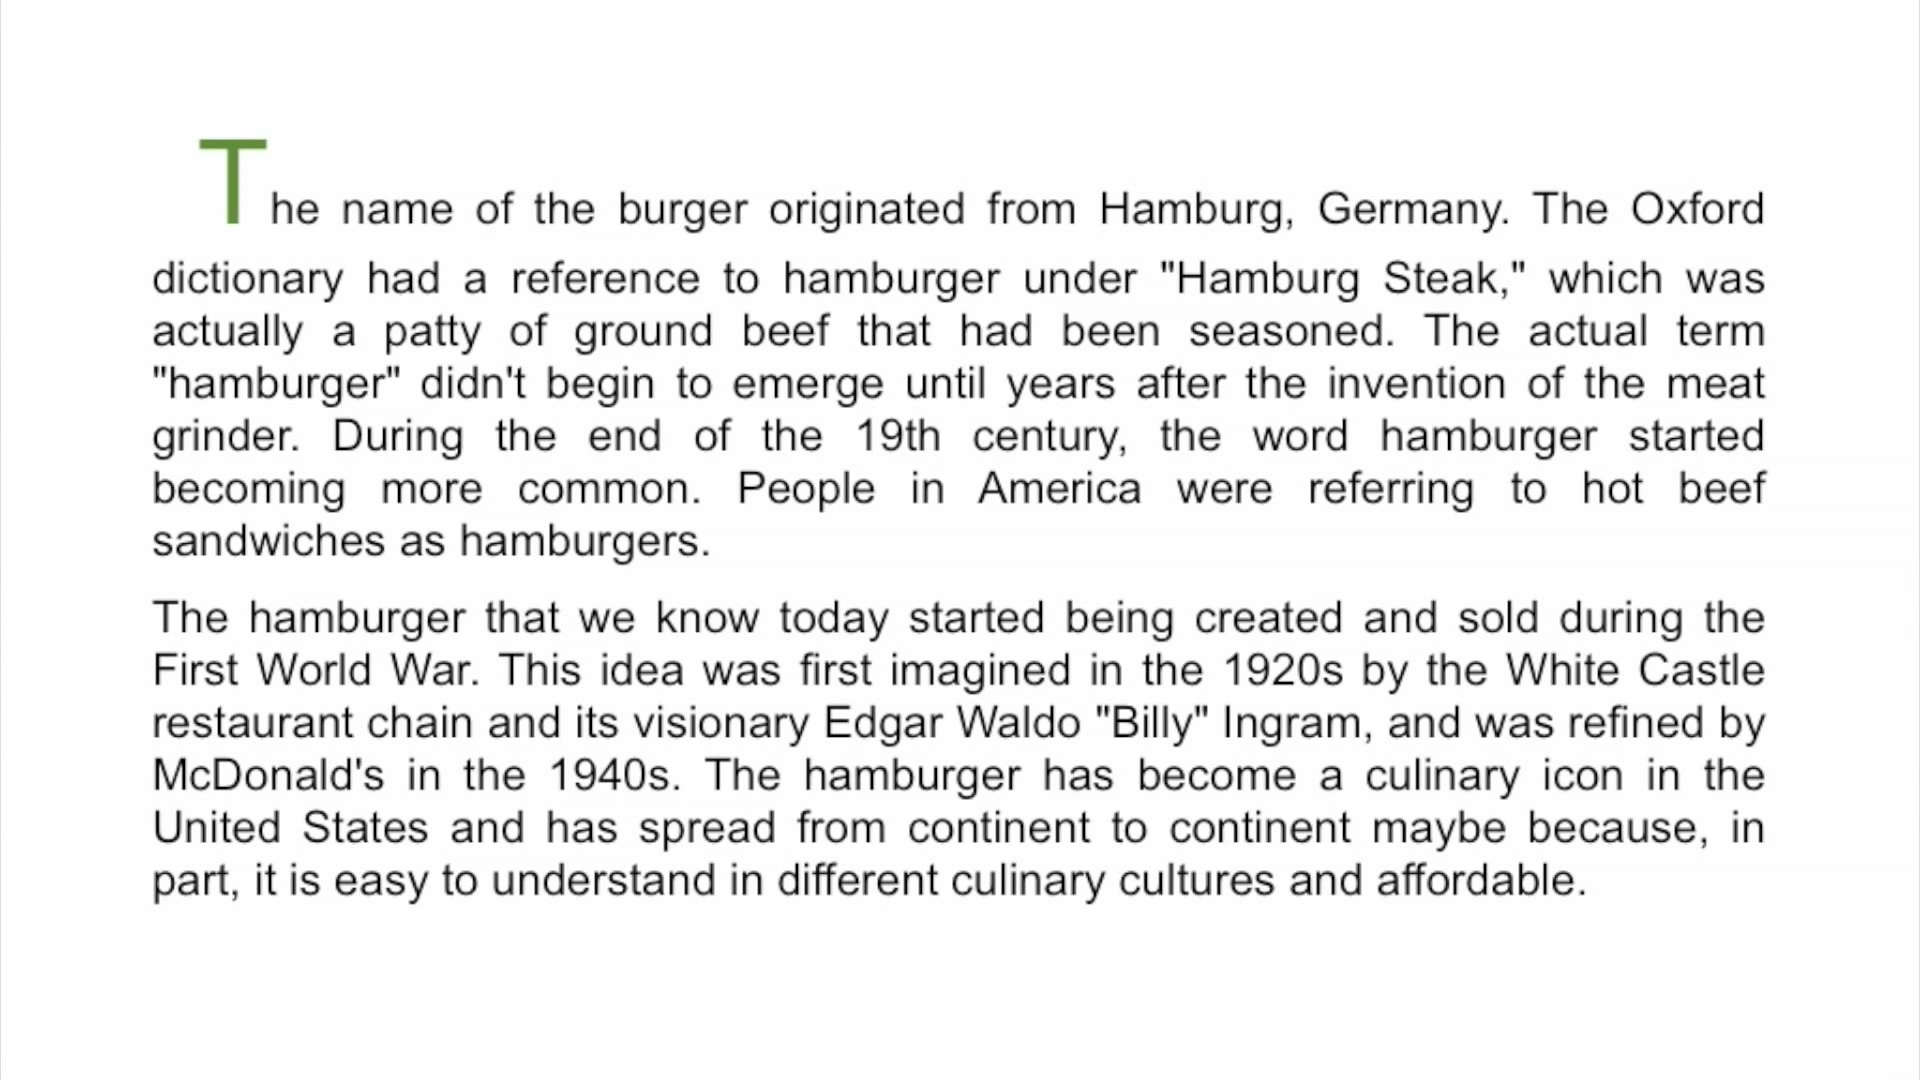 The name of the burger originated from Hamburg, Germany. The Oxford
dictionary had a reference to hamburger under "Hamburg Steak," which was
actually a patty of ground beef that had been seasoned. The actual term
"hamburger" didn't begin to emerge until years after the invention of the meat
grinder. During the end of the 19th century, the word hamburger started
becoming more common. People in America were referring to hot beef
sandwiches as hamburgers.
The hamburger that we know today started being created and sold during the
First World War. This idea was first imagined in the 1920s by the White Castle
restaurant chain and its visionary Edgar Waldo "Billy" Ingram, and was refined by
McDonald's in the 1940s. The hamburger has become a culinary icon in the
United States and has spread from continent to continent maybe because, in
part, it is easy to understand in different culinary cultures and affordable.